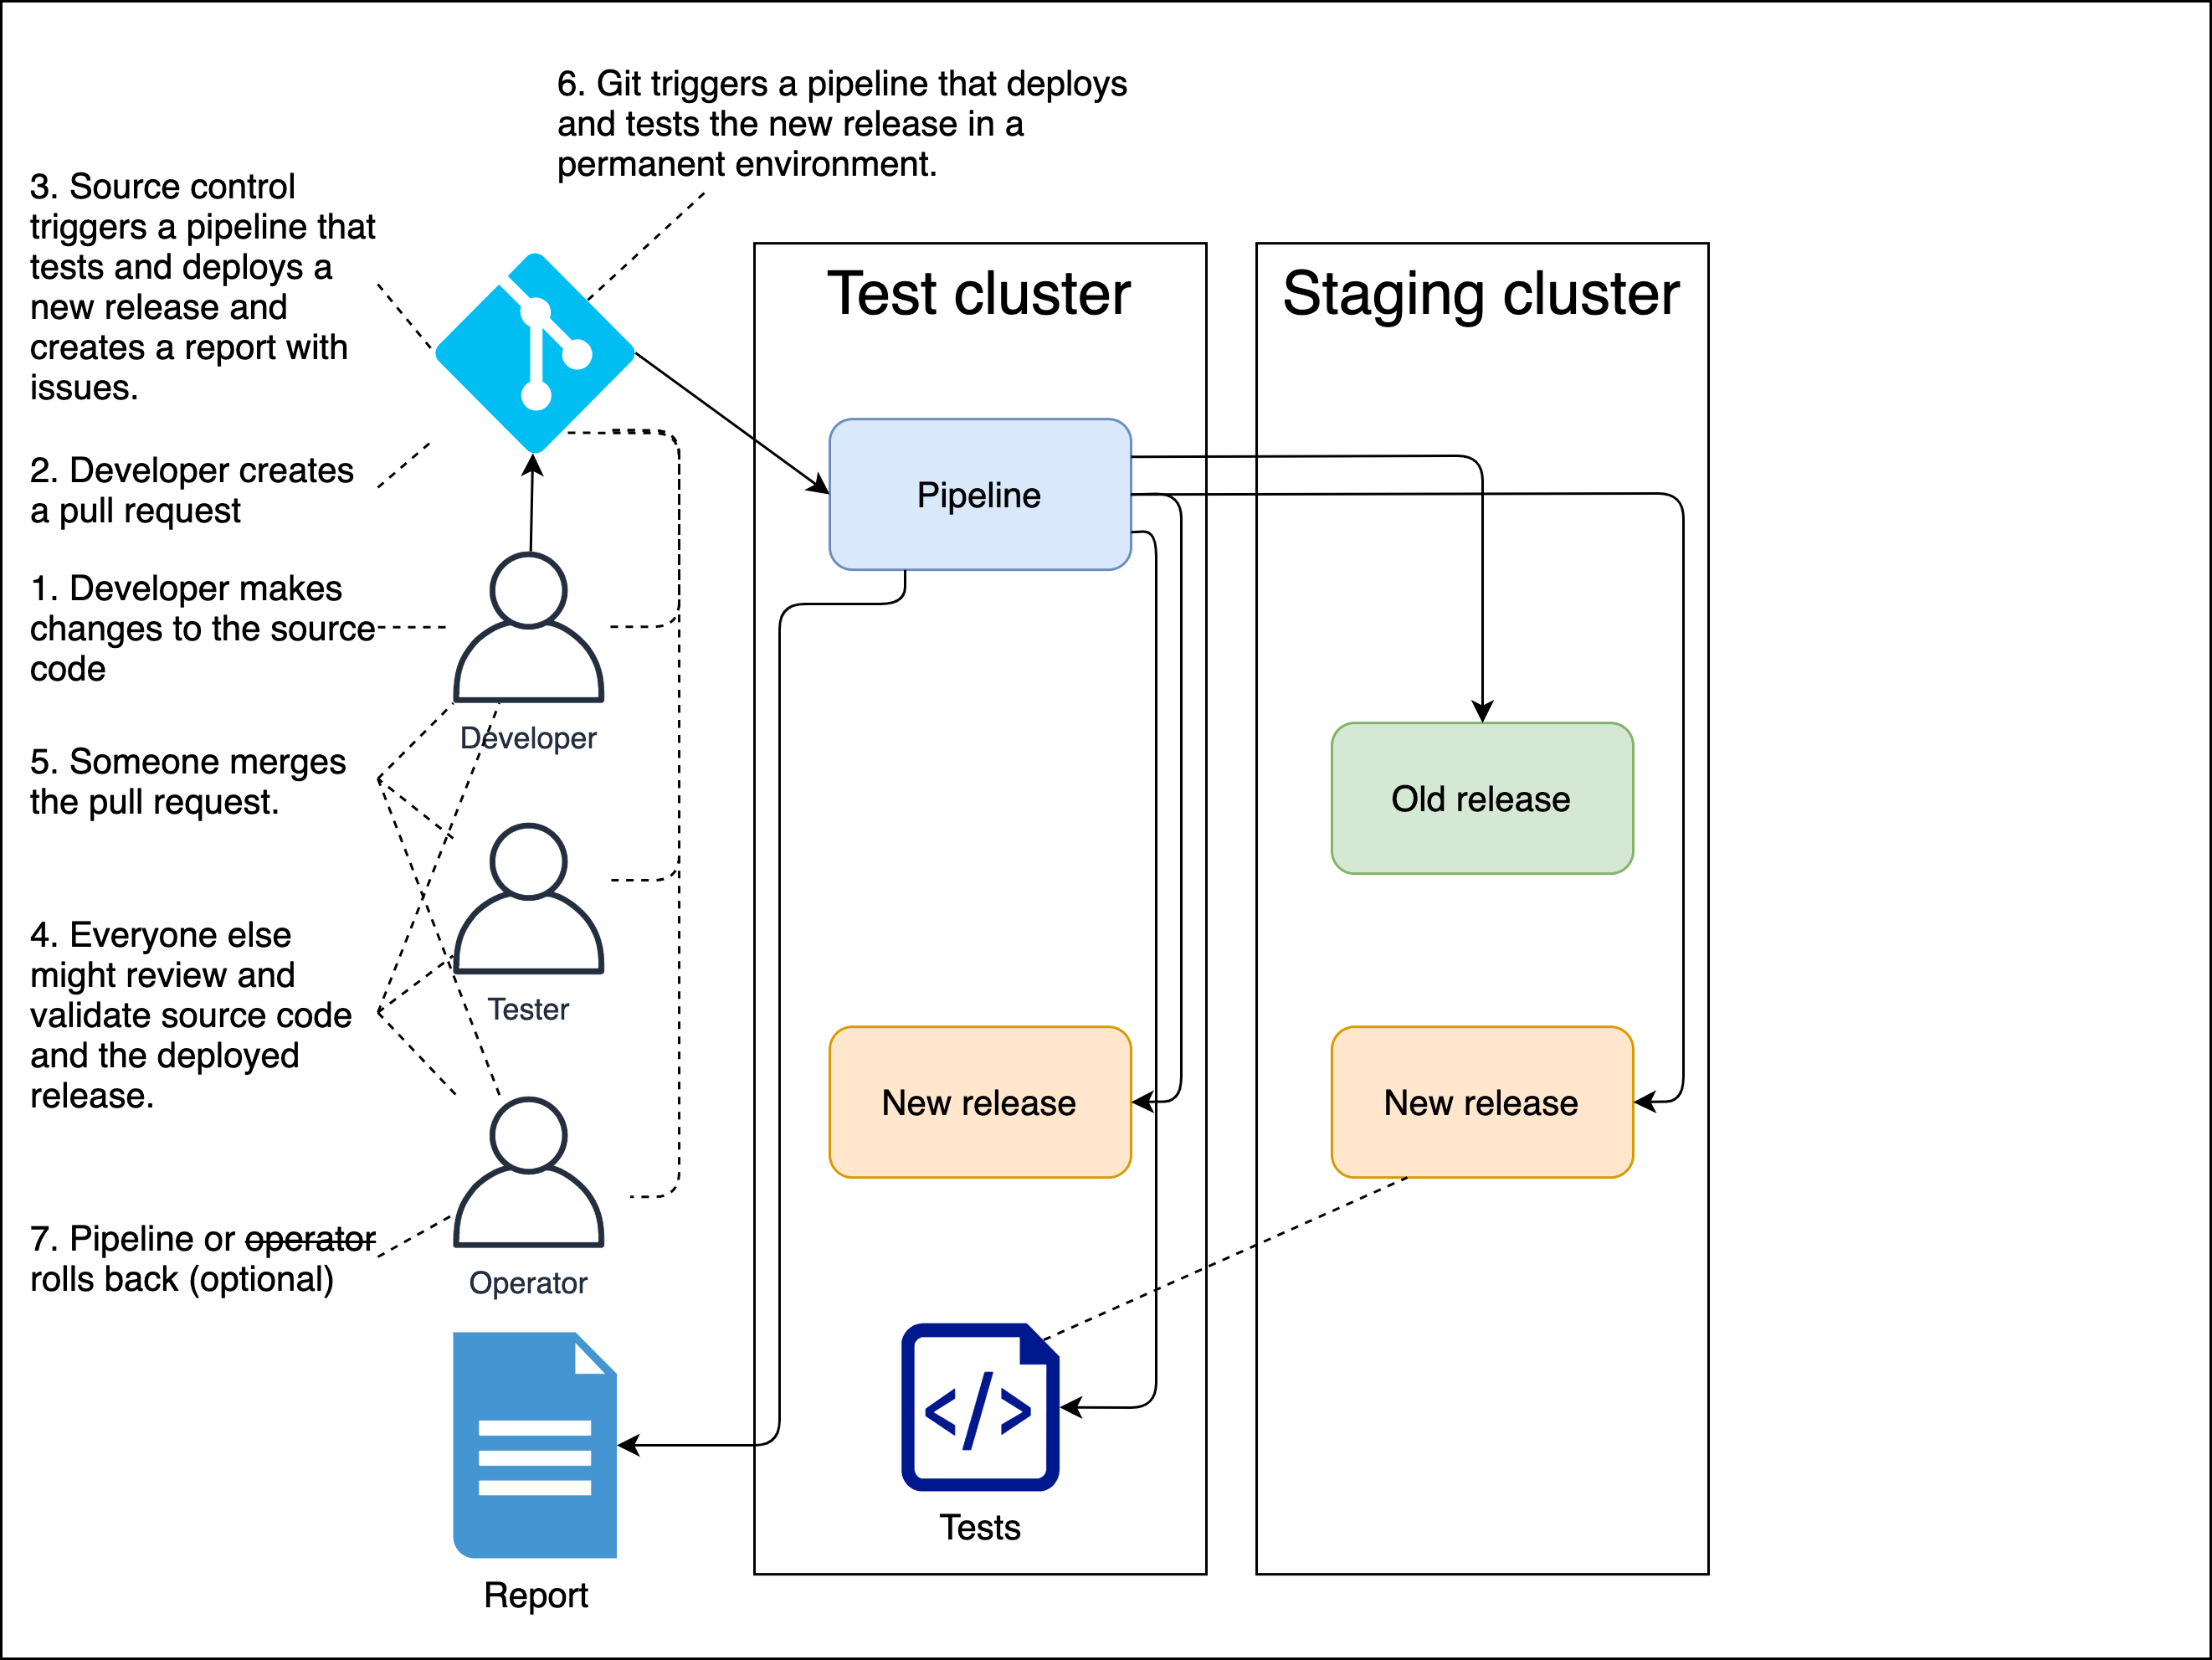 6. Git triggers a pipeline that deploys
and tests the new release in a
permanent environment.
3. Source control
triggers a pipeline that
tests and deploys a
new release and
creates a report with
issues.
2. Developer creates
a pull request
1. Developer makes
changes to the source
code
5. Someone merges
the pull request.
4. Everyone else
might review and
validate source code
and the deployed
release.
7. Pipeline or operator
rolls back (optional)
Developer
Tester
Operator
Report
Test cluster
Pipeline
New release
Tests
Staging cluster
Old release
New release